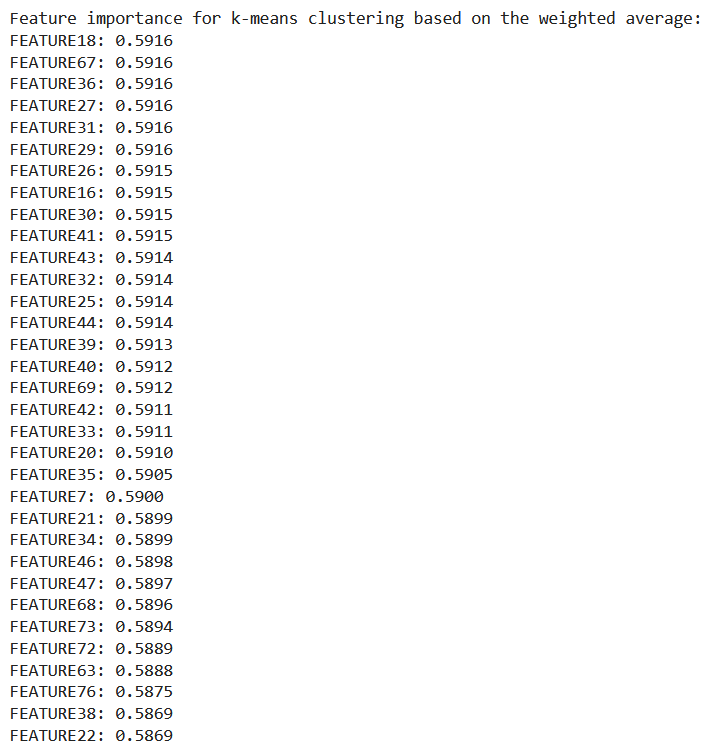 Feature importance for k-means clustering based on the weighted average:
FEATURE18: 0.5916
FEATURE67: 0.5916
FEATURE36: 0.5916
FEATURE27: 0.5916
FEATURE31: 0.5916
FEATURE29: 0.5916
FEATURE26: 0.5915
FEATURE16: 0.5915
FEATURE30: 0.5915
FEATURE41: 0.5915
FEATURE43: 0.5914
FEATURE32: 0.5914
FEATURE25: 0.5914
FEATURE44: 0.5914
FEATURE39: 0.5913
FEATURE40: 0.5912
FEATURE69: 0.5912
FEATURE42: 0.5911
FEATURE33: 0.5911
FEATURE20: 0.5910
FEATURE35: 0.5905
FEATURE7: 0.5900
FEATURE21: 0.5899
FEATURE34: 0.5899
FEATURE46: 0.5898
FEATURE47: 0.5897
FEATURE68: 0.5896
FEATURE73: 0.5894
FEATURE72: 0.5889
FEATURE63: 0.5888
FEATURE76: 0.5875
FEATURE38: 0.5869
FEATURE22: 0.5869